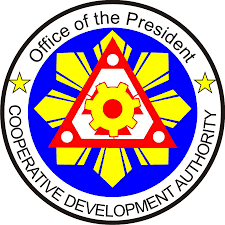 Office of the President
COOPERATIVE DEVELOPMENT AUTHORITY